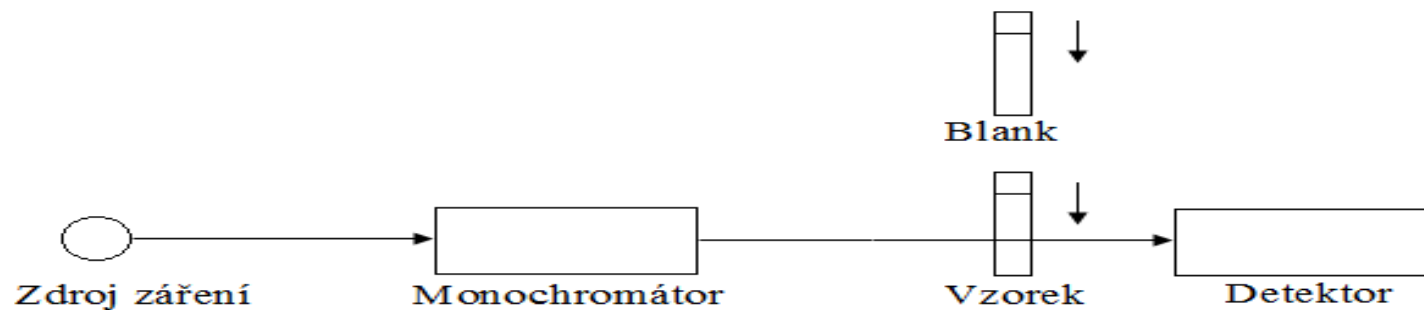 Blank
Zdroj záření
Monochromátor
Vzorek
Detektor